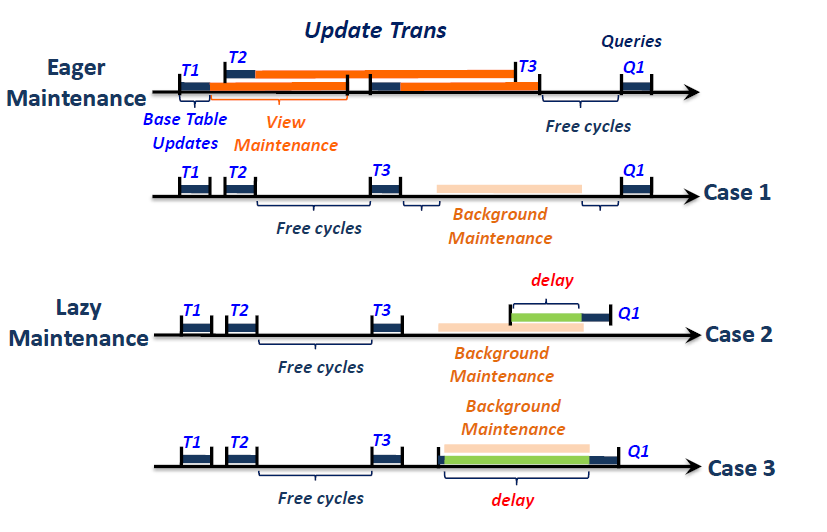 Update Trans
Queries
Eager
Maintenance
T1
T2
T3
Q1
Base Table
Updates
View
Maintenance
Free cycles
T1
T2
T3
Q1
Case 1
Free cycles
Background
Maintenance
Lazy
Maintenance
delay
T1
T2
T3
Q1
Case 2
Free cycles
Background
Maintenance
Background
Maintenance
T1
T2
T3
Q1
Case 3
Free cycles
delay